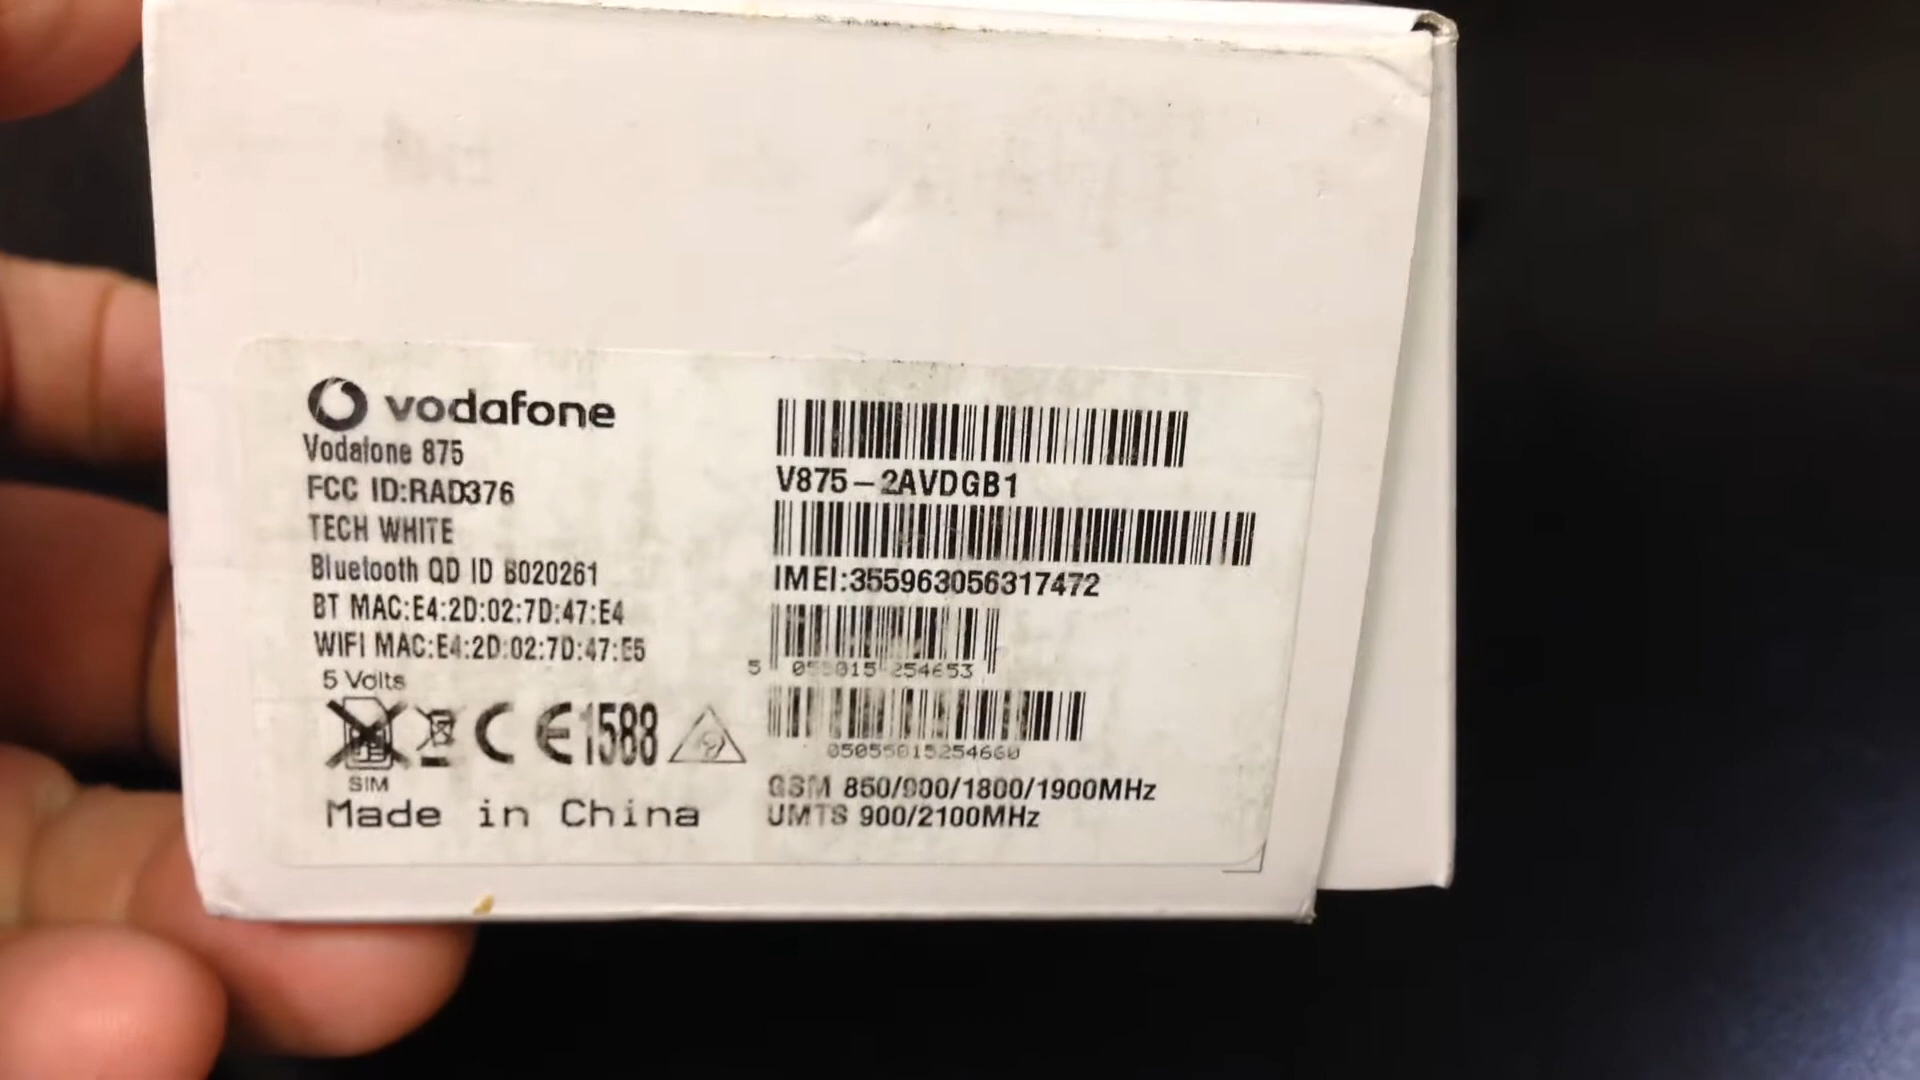 vodafone
Vodafone 875
FCC ID:RAD376
TECH WHITE
Bluetooth QD ID B020261
BT MAC:E4:2D:02:7D:47:E4
WIFI MAC:E4:2D:02:7D:47:E5
5 Volts
CE1588
SIM
Made in China
V875-2AVDGB1
IMEI:355963056317472
5 055015 254653
05055015254660
GSM 850/900/1800/1900MHz
UMTS 900/2100MHz